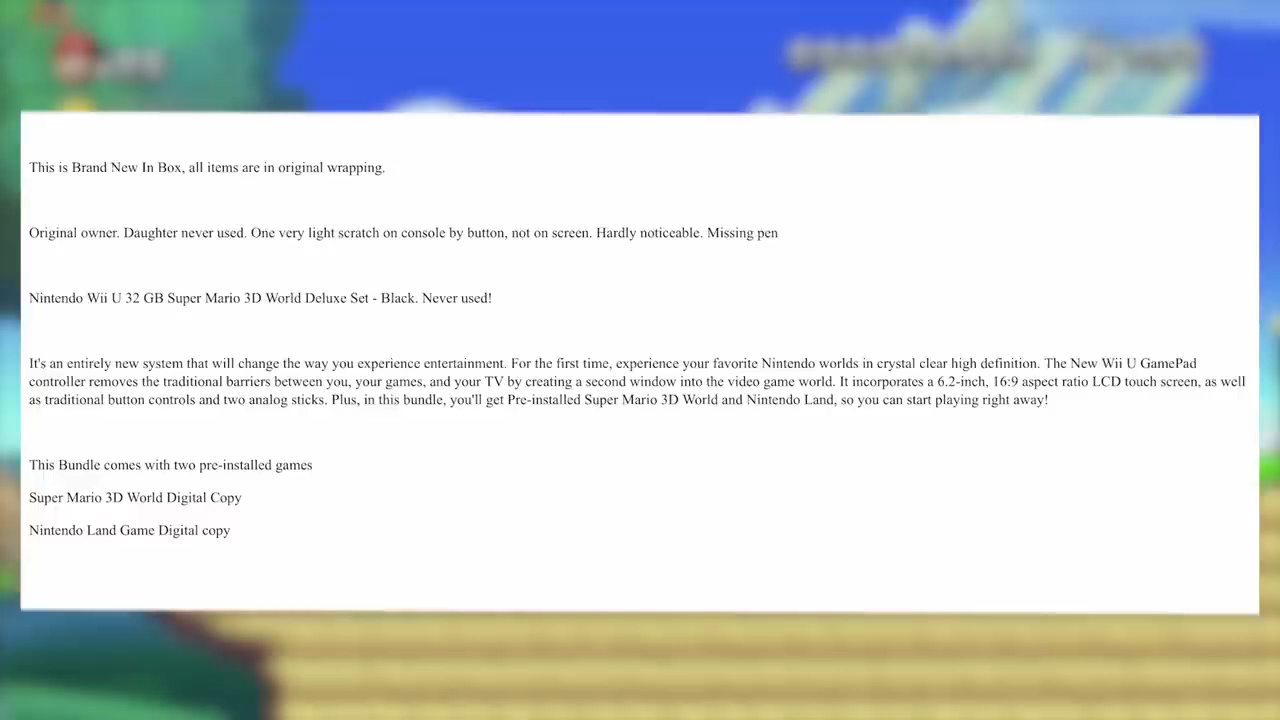 This is Brand New In Box, all items are in original wrapping.
Original owner. Daughter never used. One very light scratch on console by button, not on screen. Hardly noticeable. Missing pen
Nintendo Wii U 32 GB Super Mario 3D World Deluxe Set - Black. Never used!
It's an entirely new system that will change the way you experience entertainment. For the first time, experience your favorite Nintendo worlds in crystal clear high definition. The New Wii U GamePad
controller removes the traditional barriers between you, your games, and your TV by creating a second window into the video game world. It incorporates a 6.2-inch, 16:9 aspect ratio LCD touch screen, as well
as traditional button controls and two analog sticks. Plus, in this bundle, you'll get Pre-installed Super Mario 3D World and Nintendo Land, so you can start playing right away!
This Bundle comes with two pre-installed games
Super Mario 3D World Digital Copy
Nintendo Land Game Digital copy